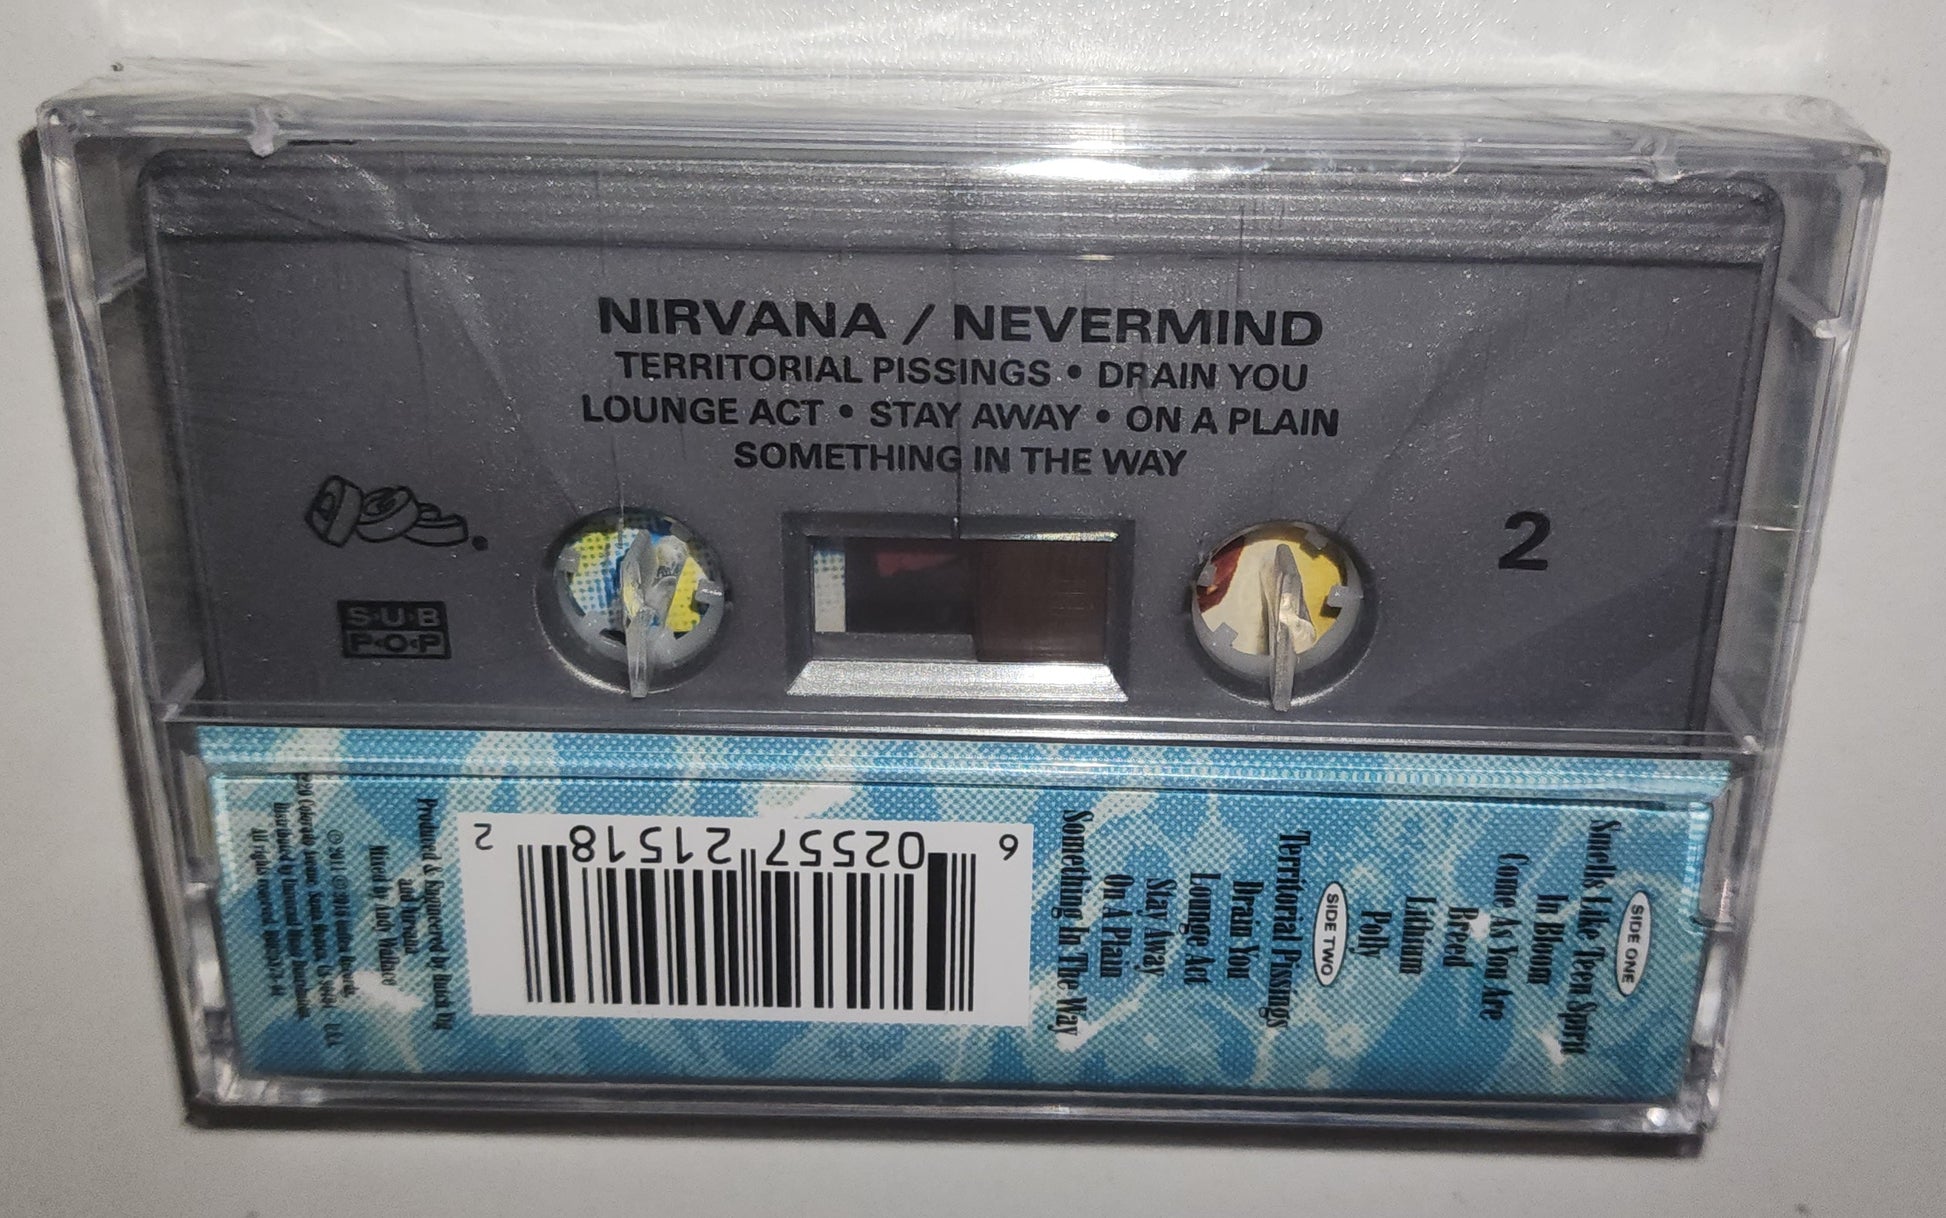 NIRVANA / NEVERMIND
TERRITORIAL PISSINGS • DRAIN YOU
LOUNGE ACT • STAY AWAY • ON A PLAIN
SOMETHING IN THE WAY
2
S·U·B
P·O·P
SIDE ONE
Smells Like Teen Spirit
In Bloom
Come As You Are
Breed
Lithium
Polly
SIDE TWO
Territorial Pissings
Drain You
Lounge Act
Stay Away
On A Plain
Something In The Way
6 02557 21518 2
Produced & Engineered by Butch Vig
and Nirvana
Mixed by Andy Wallace
All rights reserved.